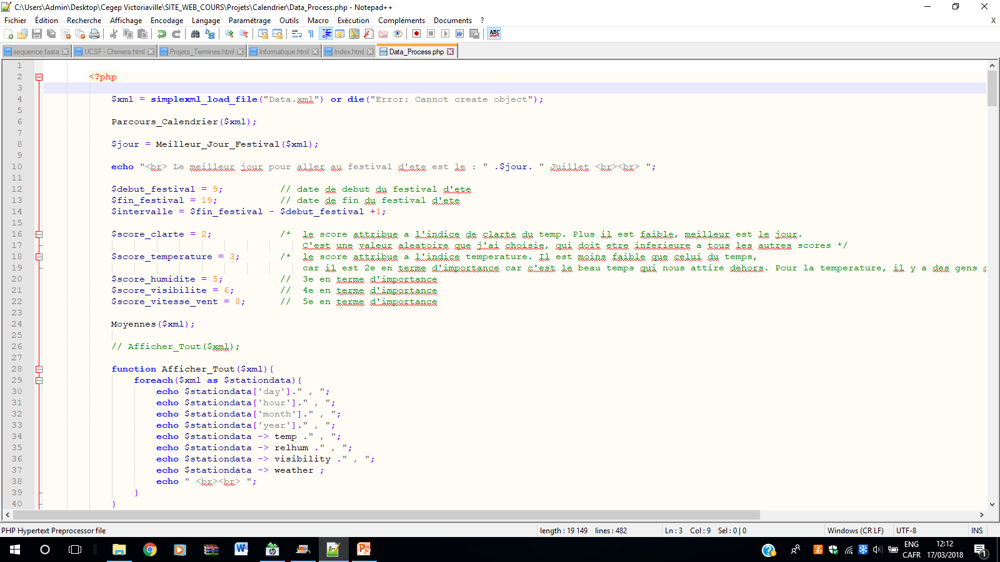 C:\Users\Admin\Desktop\Cegep Victoriaville\SITE_WEB_COURS\Projets\Calendrier\Data_Process.php - Notepad++
Fichier Édition Recherche Affichage Encodage Langage Paramétrage Outils Macro Exécution Compléments Documents ? X
sequence.fasta UCSF - Chimera.html Projets_Termines.html Informatique.html Index.html Data_Process.php
1
2 <?php
3
4 $xml = simplexml_load_file("Data.xml") or die("Error: Cannot create object");
5
6 Parcours_Calendrier($xml);
7
8 $jour = Meilleur_Jour_Festival($xml);
9
10 echo "<br> Le meilleur jour pour aller au festival d'ete est le : " .$jour. " Juillet <br><br> ";
11
12 $debut_festival = 9; // date de debut du festival d'ete
13 $fin_festival = 19; // date de fin du festival d'ete
14 $intervalle = $fin_festival - $debut_festival +1;
15
16 $score_clarte = 2; /* le score attribue a l'indice de clarte du temp. Plus il est faible, meilleur est le jour.
17 C'est une valeur aleatoire que j'ai choisie, qui doit etre inferieure a tous les autres scores */
18 $score_temperature = 3; /* le score attribue a l'indice temperature. Il est moins faible que celui du temps,
19 car il est 2e en terme d'importance car c'est le beau temps qui nous attire dehors. Pour la temperature, il y a des gens
20 $score_humidite = 5; // 3e en terme d'importance
21 $score_visibilite = 6; // 4e en terme d'importance
22 $score_vitesse_vent = 8; // 5e en terme d'importance
23
24 Moyennes($xml);
25
26 // Afficher_Tout($xml);
27
28 function Afficher_Tout($xml){
29 foreach($xml as $stationdata){
30 echo $stationdata['day']." , ";
31 echo $stationdata['hour']." , ";
32 echo $stationdata['month']." , ";
33 echo $stationdata['year']." , ";
34 echo $stationdata -> temp ." , ";
35 echo $stationdata -> relhum ." , ";
36 echo $stationdata -> visibility ." , ";
37 echo $stationdata -> weather ;
38 echo " <br><br> ";
39 }
40 }
PHP Hypertext Preprocessor file length : 19 149 lines : 482 Ln : 3 Col : 9 Sel : 0 | 0 Windows (CR LF) UTF-8 INS
ENG 12:12
CAFR 17/03/2018 1